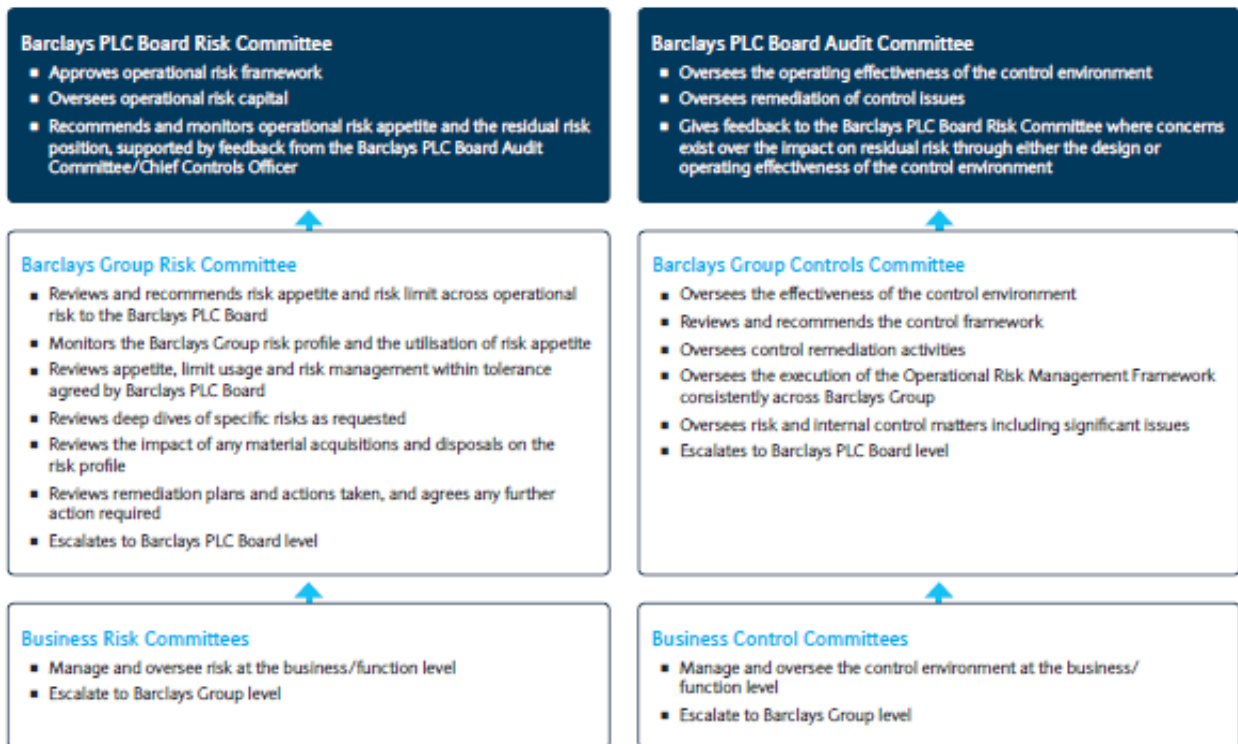 Barclays PLC Board Risk Committee
▪ Approves operational risk framework
▪ Oversees operational risk capital
▪ Recommends and monitors operational risk appetite and the residual risk
position, supported by feedback from the Barclays PLC Board Audit
Committee/Chief Controls Officer
Barclays PLC Board Audit Committee
▪ Oversees the operating effectiveness of the control environment
▪ Oversees remediation of control issues
▪ Gives feedback to the Barclays PLC Board Risk Committee where concerns
exist over the impact on residual risk through either the design or
operating effectiveness of the control environment
Barclays Group Risk Committee
▪ Reviews and recommends risk appetite and risk limit across operational
risk to the Barclays PLC Board
▪ Monitors the Barclays Group risk profile and the utilisation of risk appetite
▪ Reviews appetite, limit usage and risk management within tolerance
agreed by Barclays PLC Board
▪ Reviews deep dives of specific risks as requested
▪ Reviews the impact of any material acquisitions and disposals on the
risk profile
▪ Reviews remediation plans and actions taken, and agrees any further
action required
▪ Escalates to Barclays PLC Board level
Barclays Group Controls Committee
▪ Oversees the effectiveness of the control environment
▪ Reviews and recommends the control framework
▪ Oversees control remediation activities
▪ Oversees the execution of the Operational Risk Management Framework
consistently across Barclays Group
▪ Oversees risk and internal control matters including significant issues
▪ Escalates to Barclays PLC Board level
Business Risk Committees
▪ Manage and oversee risk at the business/function level
▪ Escalate to Barclays Group level
Business Control Committees
▪ Manage and oversee the control environment at the business/
function level
▪ Escalate to Barclays Group level